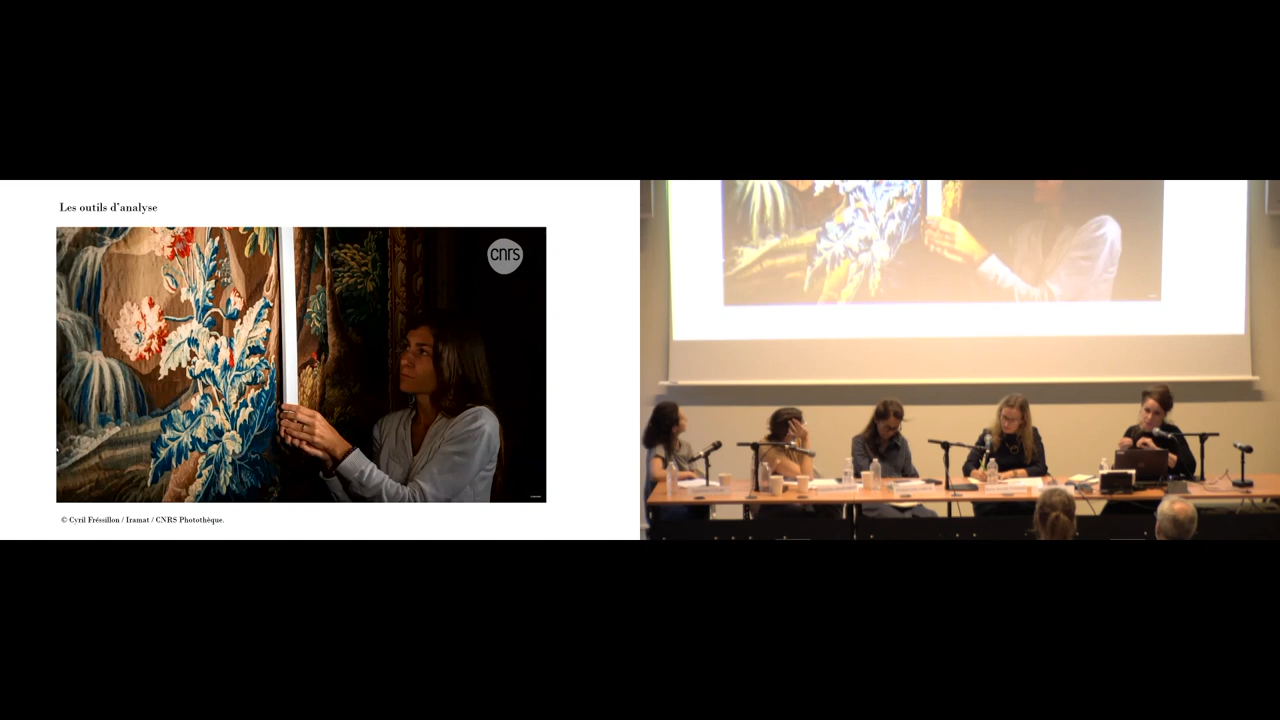 Les outils d'analyse
cnrs
© Cyril Fréssillon / Iramat / CNRS Photothèque.